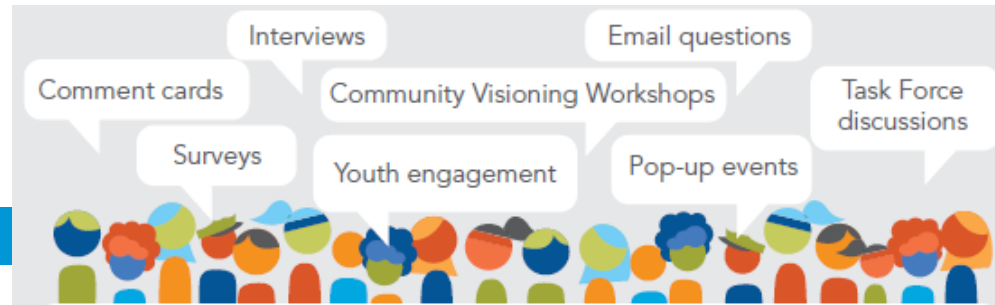 Interviews
Email questions
Comment cards
Community Visioning Workshops
Task Force
discussions
Surveys
Youth engagement
Pop-up events